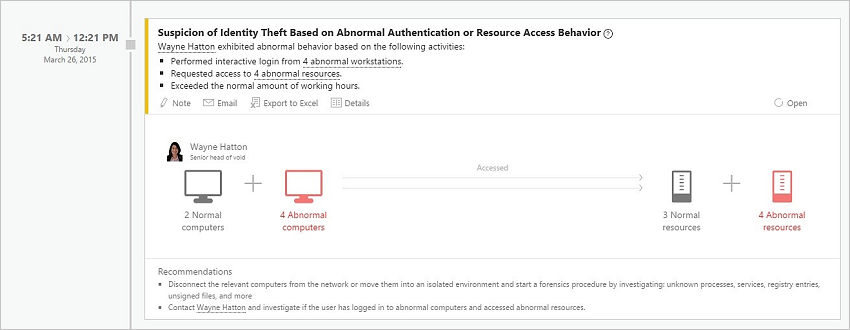 5:21 AM > 12:21 PM
Thursday
March 26, 2015
Suspicion of Identity Theft Based on Abnormal Authentication or Resource Access Behavior ?
Wayne Hatton exhibited abnormal behavior based on the following activities:
▪ Performed interactive login from 4 abnormal workstations.
▪ Requested access to 4 abnormal resources.
▪ Exceeded the normal amount of working hours.
Note Email Export to Excel Details Open
Wayne Hatton
Senior head of void
Accessed
2 Normal
computers
4 Abnormal
computers
3 Normal
resources
4 Abnormal
resources
Recommendations
▪ Disconnect the relevant computers from the network or move them into an isolated environment and start a forensics procedure by investigating: unknown processes, services, registry entries,
unsigned files, and more
▪ Contact Wayne Hatton and investigate if the user has logged in to abnormal computers and accessed abnormal resources.